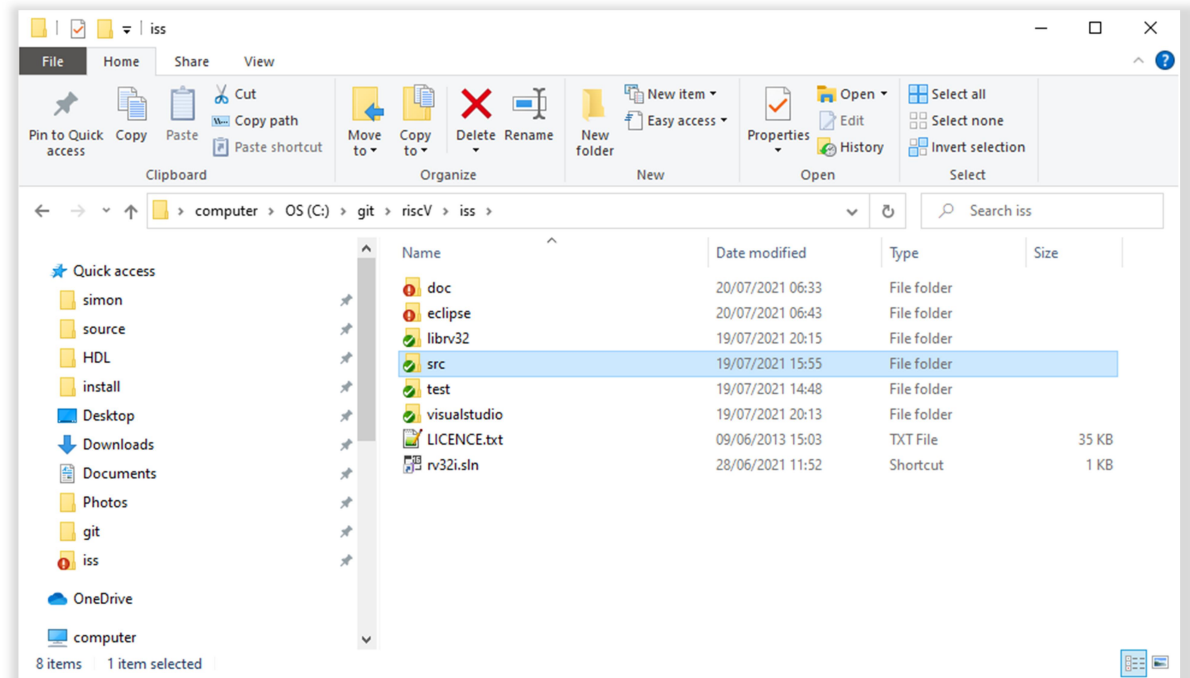 iss
File Home Share View
Pin to Quick access
Copy
Paste
Cut
Copy path
Paste shortcut
Clipboard
Move to
Copy to
Delete
Rename
Organize
New folder
New item
Easy access
New
Properties
Open
Edit
History
Open
Select all
Select none
Invert selection
Select
computer > OS (C:) > git > riscV > iss >
Search iss
Quick access
simon
source
HDL
install
Desktop
Downloads
Documents
Photos
git
iss
OneDrive
computer
Name Date modified Type Size
doc 20/07/2021 06:33 File folder
eclipse 20/07/2021 06:43 File folder
librv32 19/07/2021 20:15 File folder
src 19/07/2021 15:55 File folder
test 19/07/2021 14:48 File folder
visualstudio 19/07/2021 20:13 File folder
LICENCE.txt 09/06/2013 15:03 TXT File 35 KB
rv32i.sln 28/06/2021 11:52 Shortcut 1 KB
8 items 1 item selected